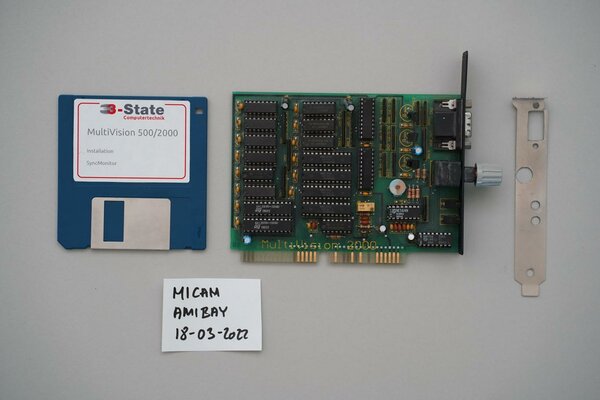 3-State
Computertechnik
MultiVision 500/2000
Installation
SyncMonitor
MultiVision 2000
MICAM
AMIBAY
18-03-2022